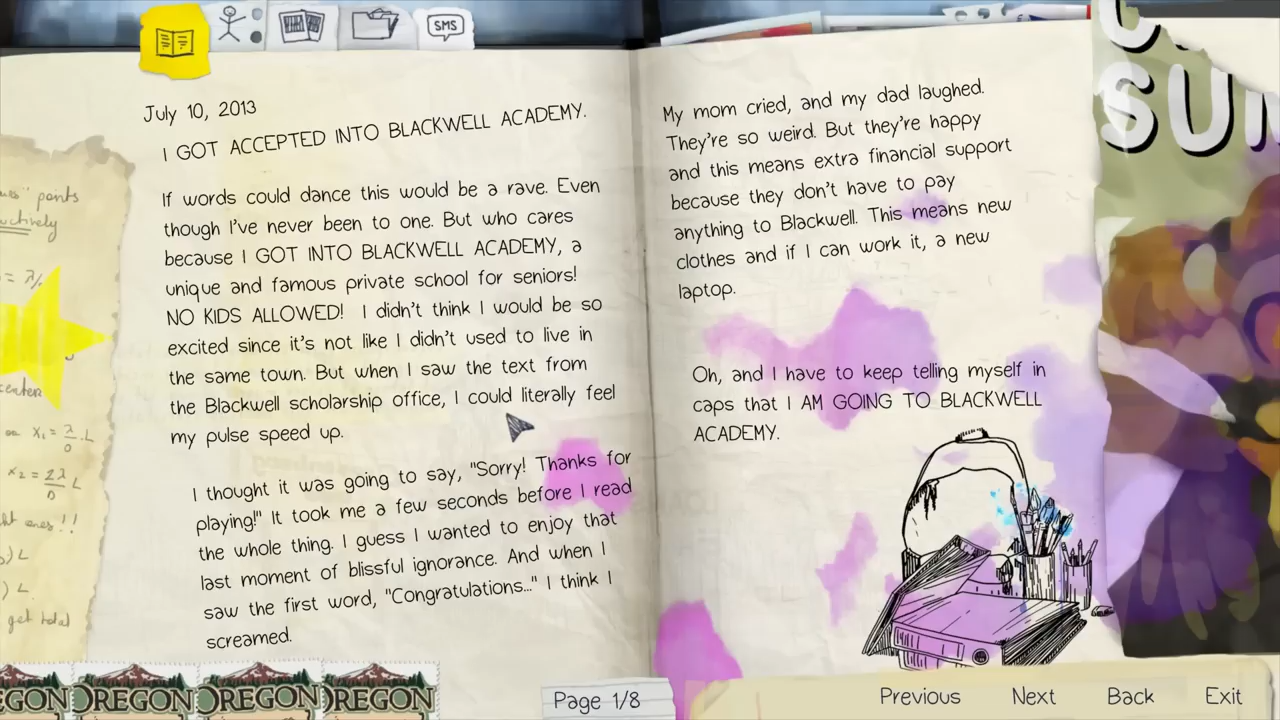 SMS
July 10, 2013
I GOT ACCEPTED INTO BLACKWELL ACADEMY.
If words could dance this would be a rave. Even
though I've never been to one. But who cares
because I GOT INTO BLACKWELL ACADEMY, a
unique and famous private school for seniors!
NO KIDS ALLOWED! I didn't think I would be so
excited since it's not like I didn't used to live in
the same town. But when I saw the text from
the Blackwell scholarship office, I could literally feel
my pulse speed up.
I thought it was going to say, "Sorry! Thanks for
playing!" It took me a few seconds before I read
the whole thing. I guess I wanted to enjoy that
last moment of blissful ignorance. And when I
saw the first word, "Congratulations..." I think I
screamed.
My mom cried, and my dad laughed.
They're so weird. But they're happy
and this means extra financial support
because they don't have to pay
anything to Blackwell. This means new
clothes and if I can work it, a new
laptop.
Oh, and I have to keep telling myself in
caps that I AM GOING TO BLACKWELL
ACADEMY.
points
get total
EGON OREGON OREGON OREGON
Page 1/8
Previous Next Back Exit